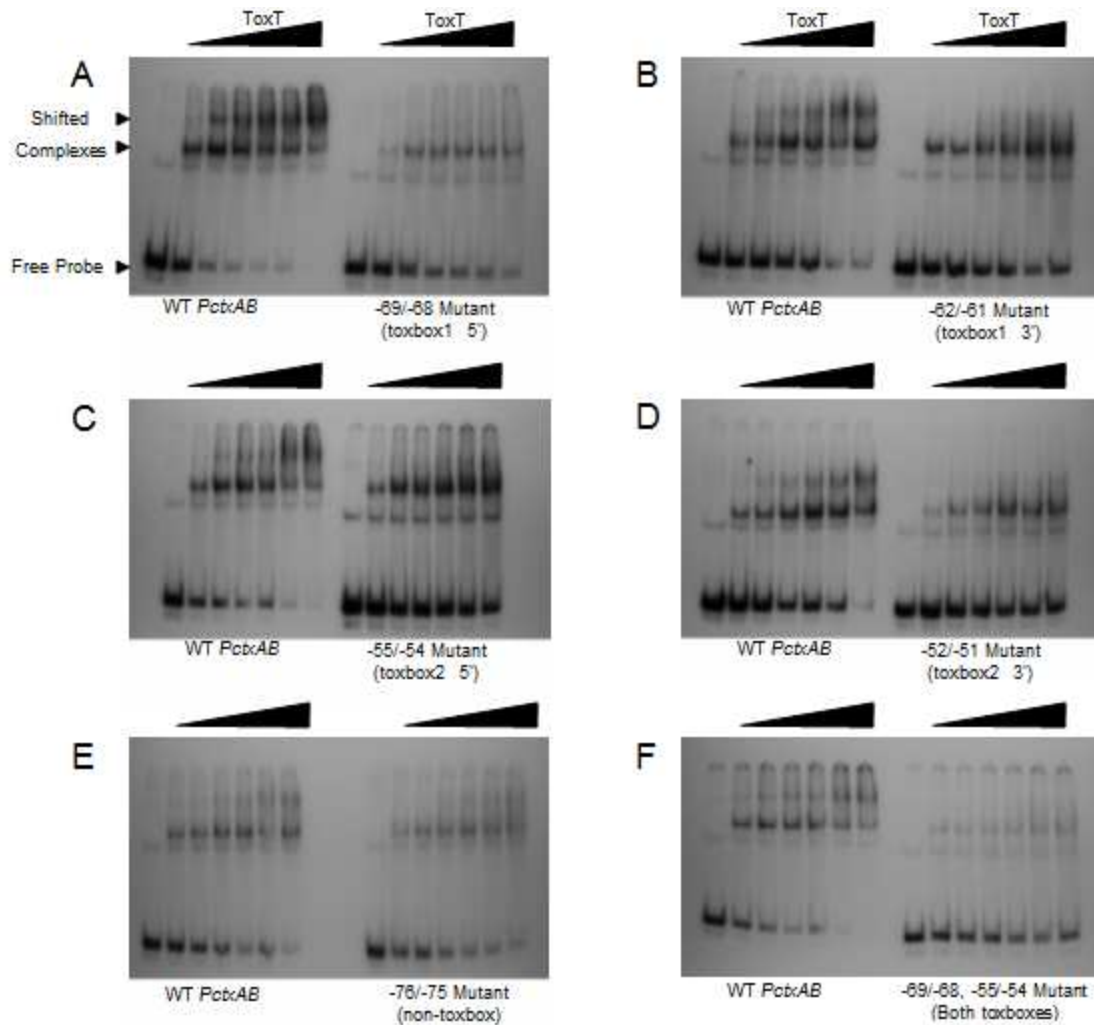 ToxT
ToxT
A
B
Shifted
Complexes
Free Probe
WT PctxAB
-69/-68 Mutant
(toxbox1 5')
WT PctxAB
-62/-61 Mutant
(toxbox1 3')
C
D
WT PctxAB
-55/-54 Mutant
(toxbox2 5')
WT PctxAB
-52/-51 Mutant
(toxbox2 3')
E
F
WT PctxAB
-76/-75 Mutant
(non-toxbox)
WT PctxAB
-69/-68, -55/-54 Mutant
(Both toxboxes)